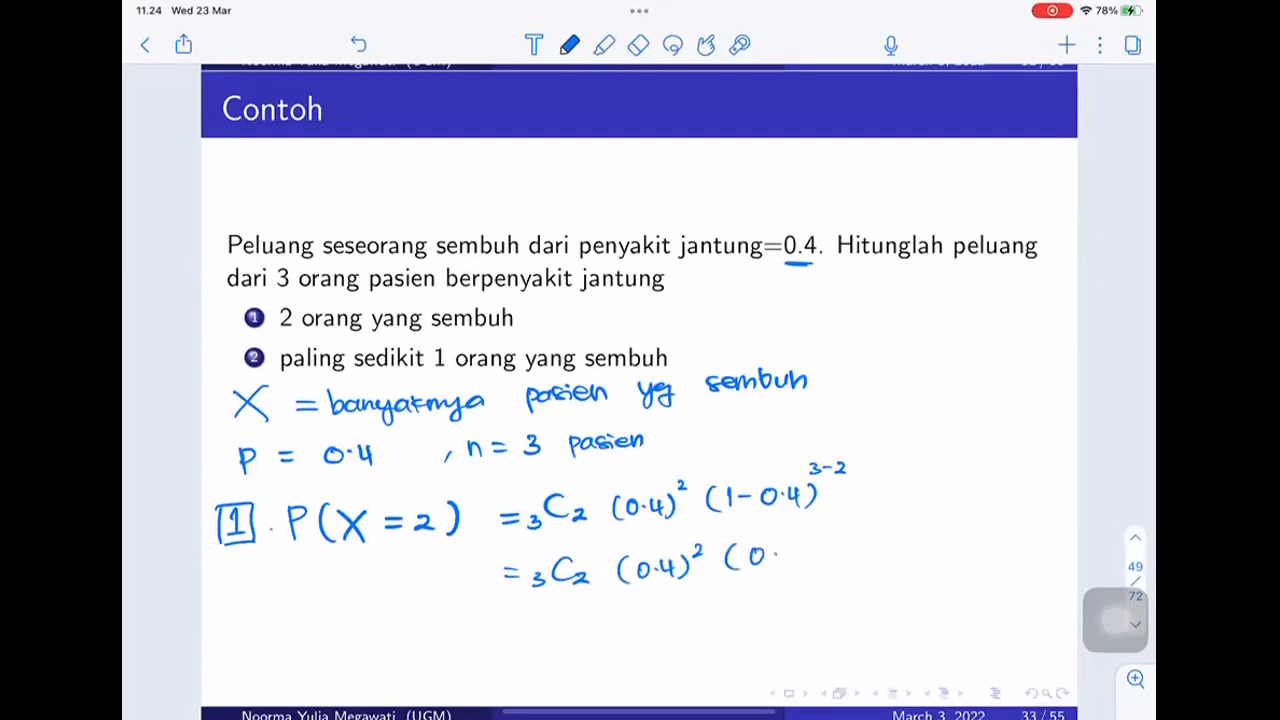 11.24 Wed 23 Mar
78%
Contoh
Peluang seseorang sembuh dari penyakit jantung=0.4. Hitunglah peluang
dari 3 orang pasien berpenyakit jantung
1 2 orang yang sembuh
2 paling sedikit 1 orang yang sembuh
X = banyaknya pasien yg sembuh
P = 0.4 , n = 3 pasien
1. P(X = 2) = ₃C₂ (0.4)² (1-0.4)³⁻²
= ₃C₂ (0.4)² (0.
49
/
72
Noorma Yulia Megawati (UGM) March 3, 2022 33 / 55